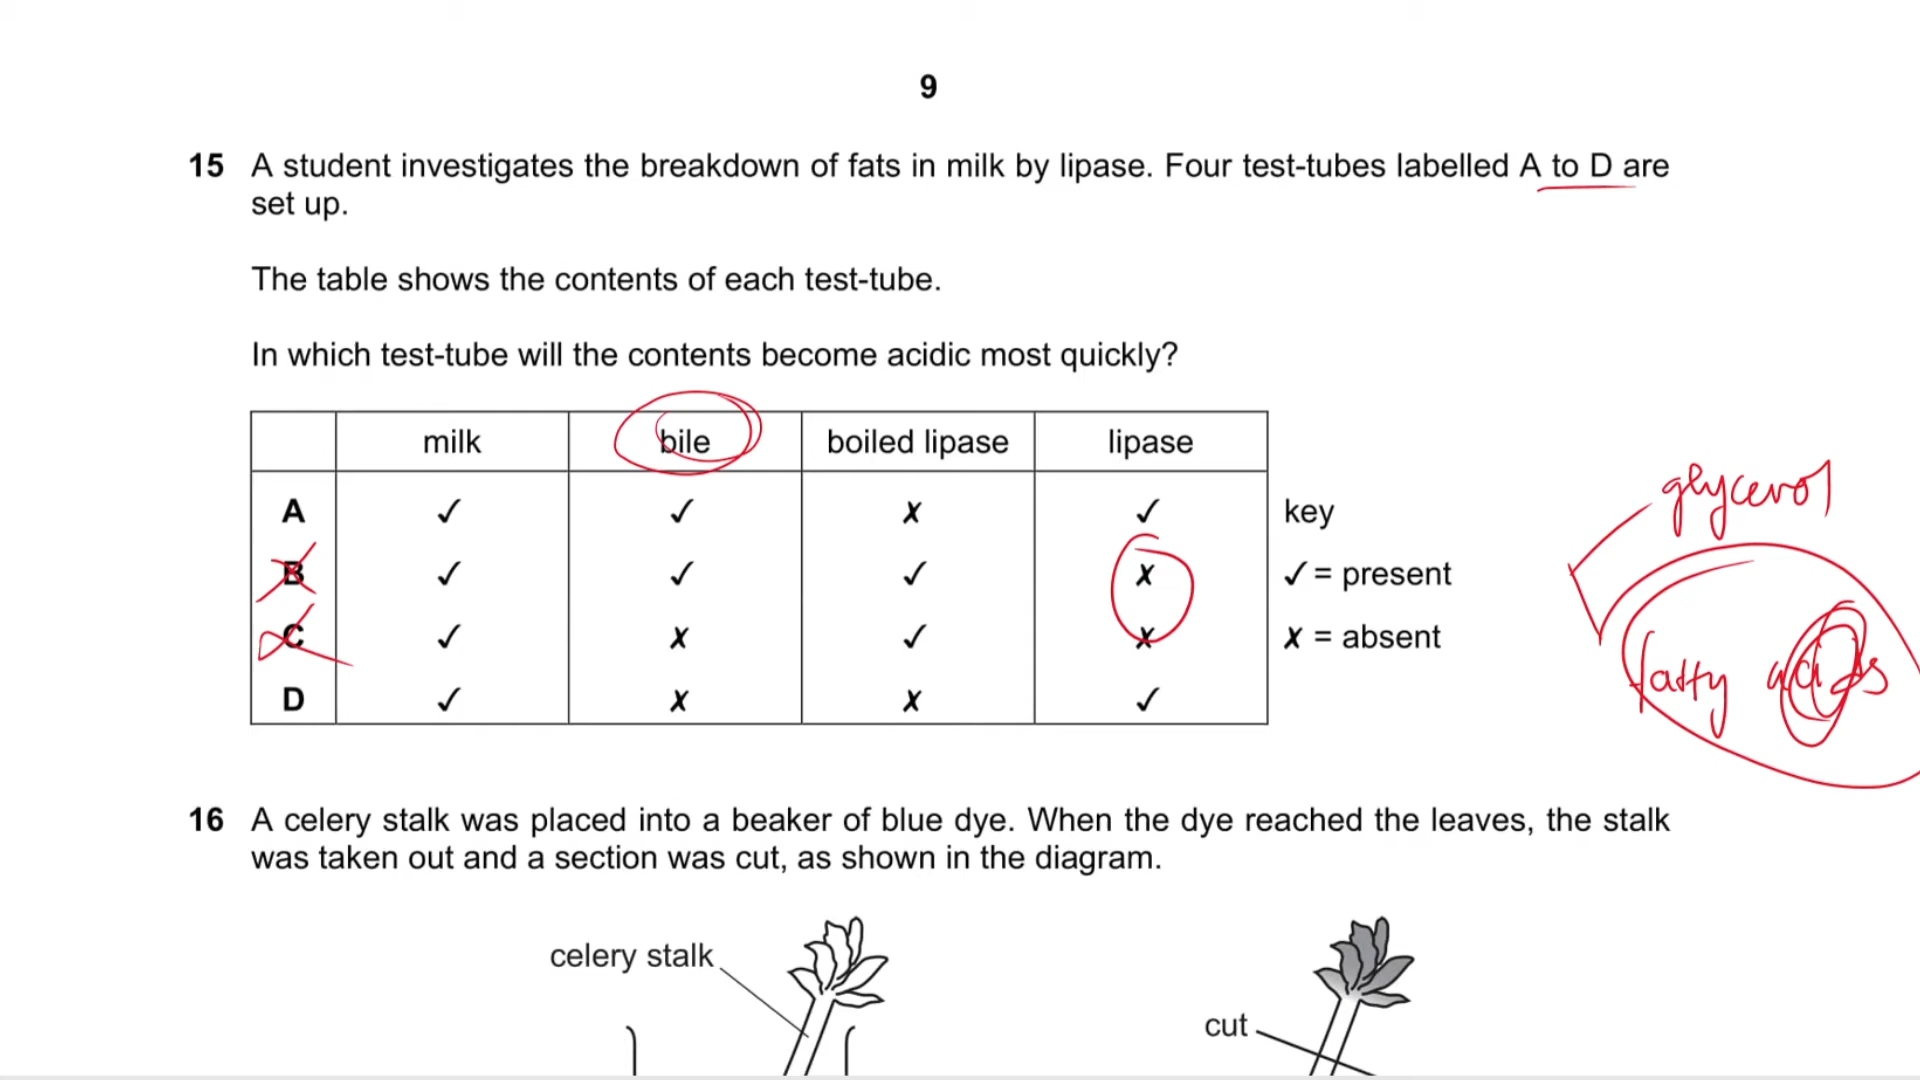 9
15 A student investigates the breakdown of fats in milk by lipase. Four test-tubes labelled A to D are
set up.
The table shows the contents of each test-tube.
In which test-tube will the contents become acidic most quickly?
milk bile boiled lipase lipase
A ✓ ✓ ✗ ✓ key
B ✓ ✓ ✓ ✗ ✓ = present
C ✓ ✗ ✓ ✗ ✗ = absent
D ✓ ✗ ✗ ✓
glycerol
fatty acids
16 A celery stalk was placed into a beaker of blue dye. When the dye reached the leaves, the stalk
was taken out and a section was cut, as shown in the diagram.
celery stalk
cut